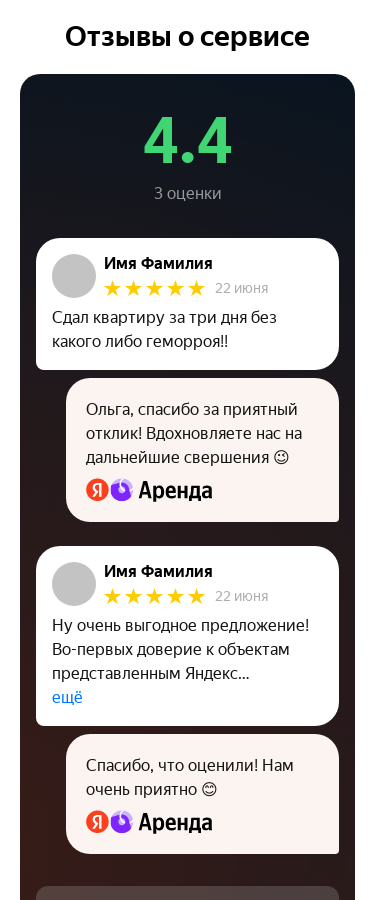 Отзывы о сервисе
4.4
3 оценки
Имя Фамилия
22 июня
Сдал квартиру за три дня без
какого либо геморроя!!
Ольга, спасибо за приятный
отклик! Вдохновляете нас на
дальнейшие свершения 😉
Я Аренда
Имя Фамилия
22 июня
Ну очень выгодное предложение!
Во-первых доверие к объектам
представленным Яндекс...
ещё
Спасибо, что оценили! Нам
очень приятно 😊
Я Аренда